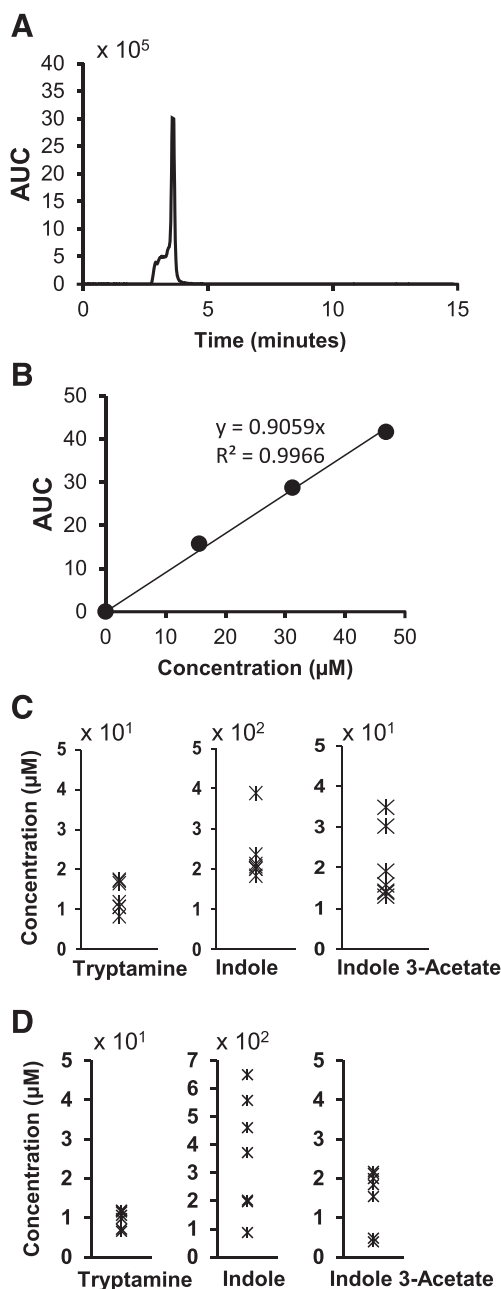 A
x 10⁵
40
35
30
25
20
15
10
5
0
AUC
0 5 10 15
Time (minutes)
B
50
40
30
20
10
0
AUC
y = 0.9059x
R² = 0.9966
0 10 20 30 40 50
Concentration (µM)
C
x 10¹ x 10² x 10¹
Concentration (µM)
5 5 5
4 4 4
3 3 3
2 2 2
1 1 1
0 0 0
Tryptamine Indole Indole 3-Acetate
D
x 10¹ x 10²
Concentration (µM)
5 7 5
4 6 4
3 5 3
2 4 2
1 3 1
0 2 0
1
0
Tryptamine Indole Indole 3-Acetate